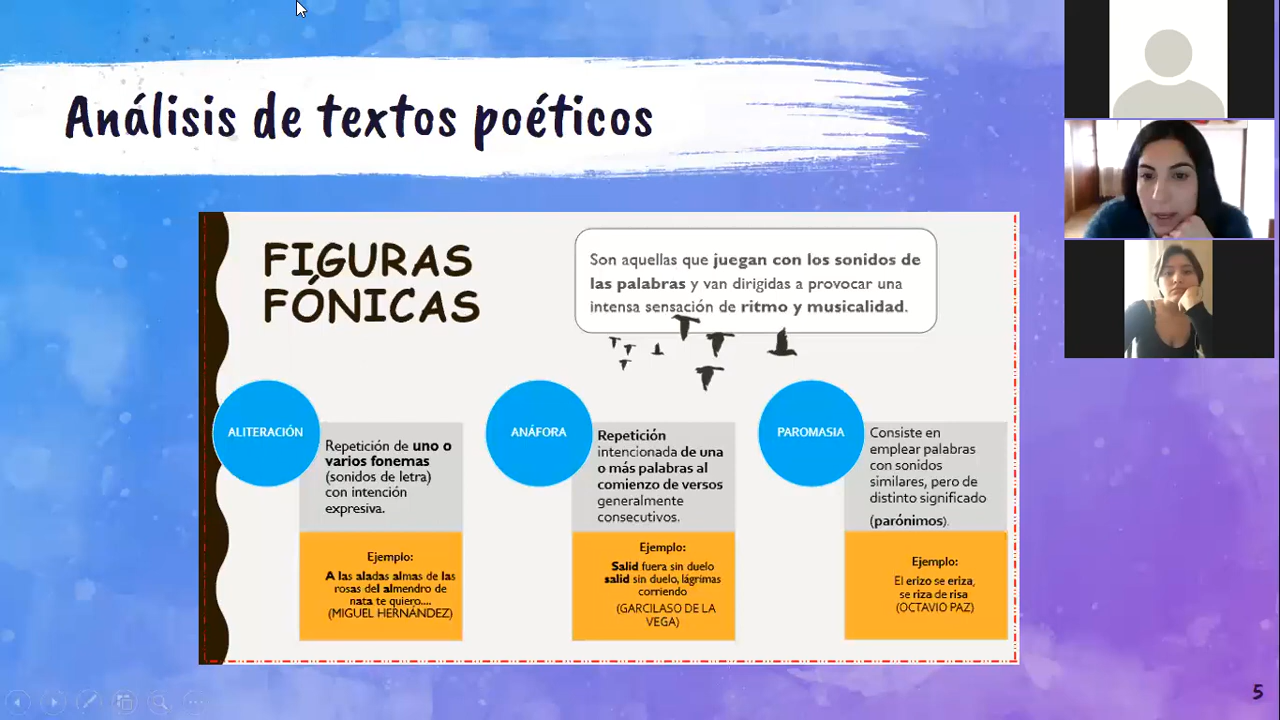 Análisis de textos poéticos
FIGURAS
FÓNICAS
Son aquellas que juegan con los sonidos de
las palabras y van dirigidas a provocar una
intensa sensación de ritmo y musicalidad.
ALITERACIÓN
Repetición de uno o
varios fonemas
(sonidos de letra)
con intención
expresiva.
Ejemplo:
A las aladas almas de las
rosas del almendro de
nata te quiero....
(MIGUEL HERNÁNDEZ)
ANÁFORA
Repetición
intencionada de una
o más palabras al
comienzo de versos
generalmente
consecutivos.
Ejemplo:
Salid fuera sin duelo
salid sin duelo, lágrimas
corriendo
(GARCILASO DE LA
VEGA)
PAROMASIA
Consiste en
emplear palabras
con sonidos
similares, pero de
distinto significado
(parónimos).
Ejemplo:
El erizo se eriza,
se riza de risa
(OCTAVIO PAZ)
5